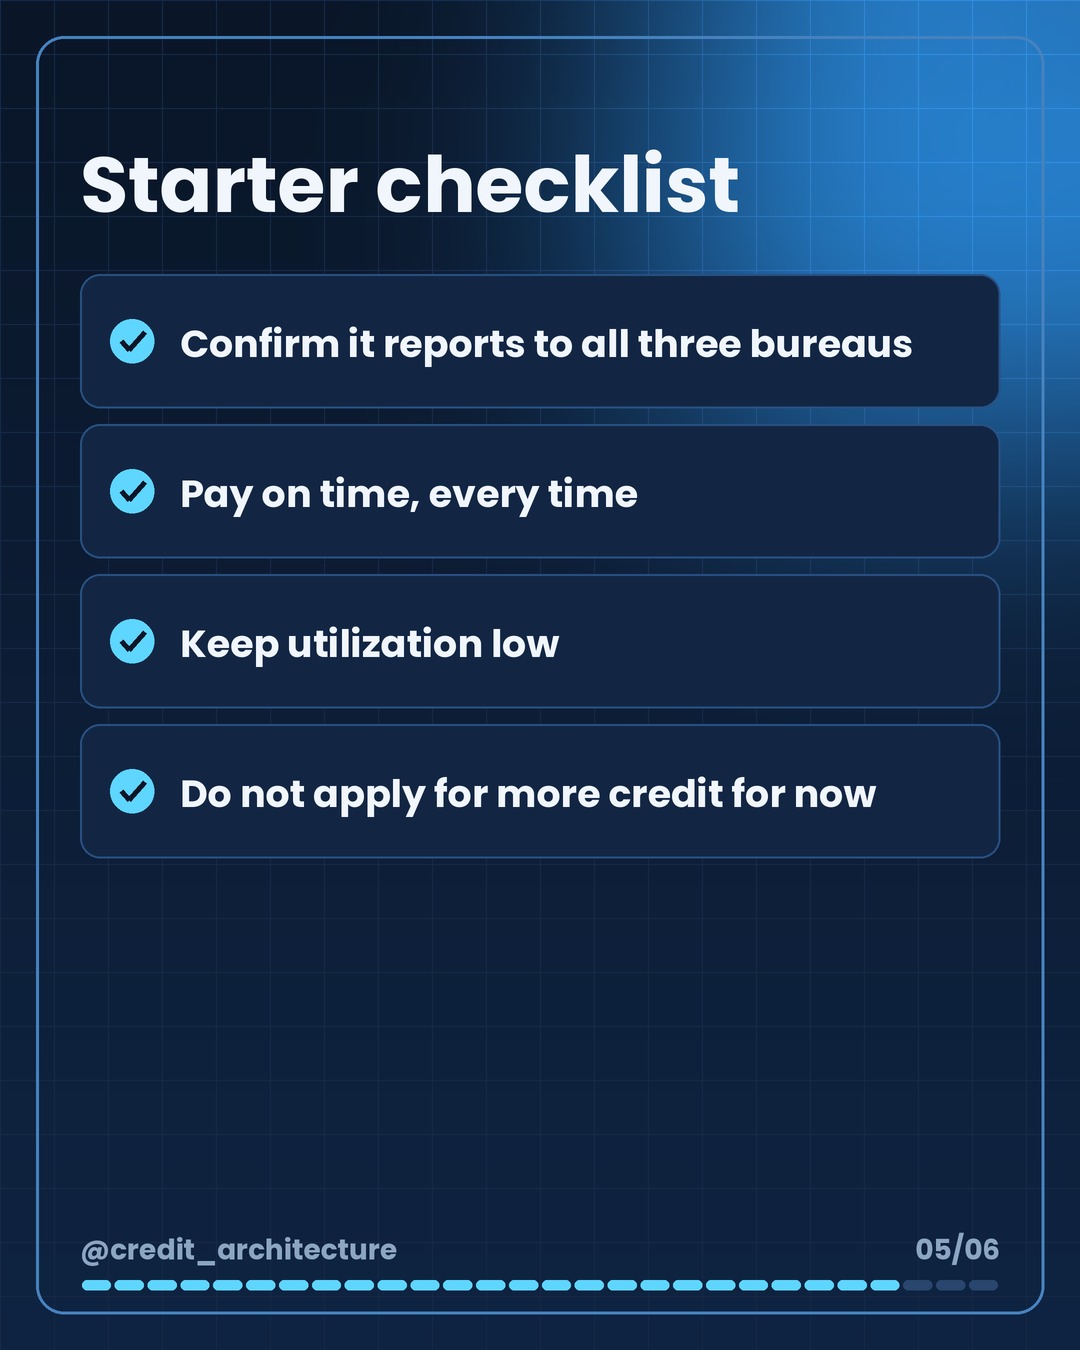 Starter checklist
Confirm it reports to all three bureaus
Pay on time, every time
Keep utilization low
Do not apply for more credit for now
@credit_architecture
05/06